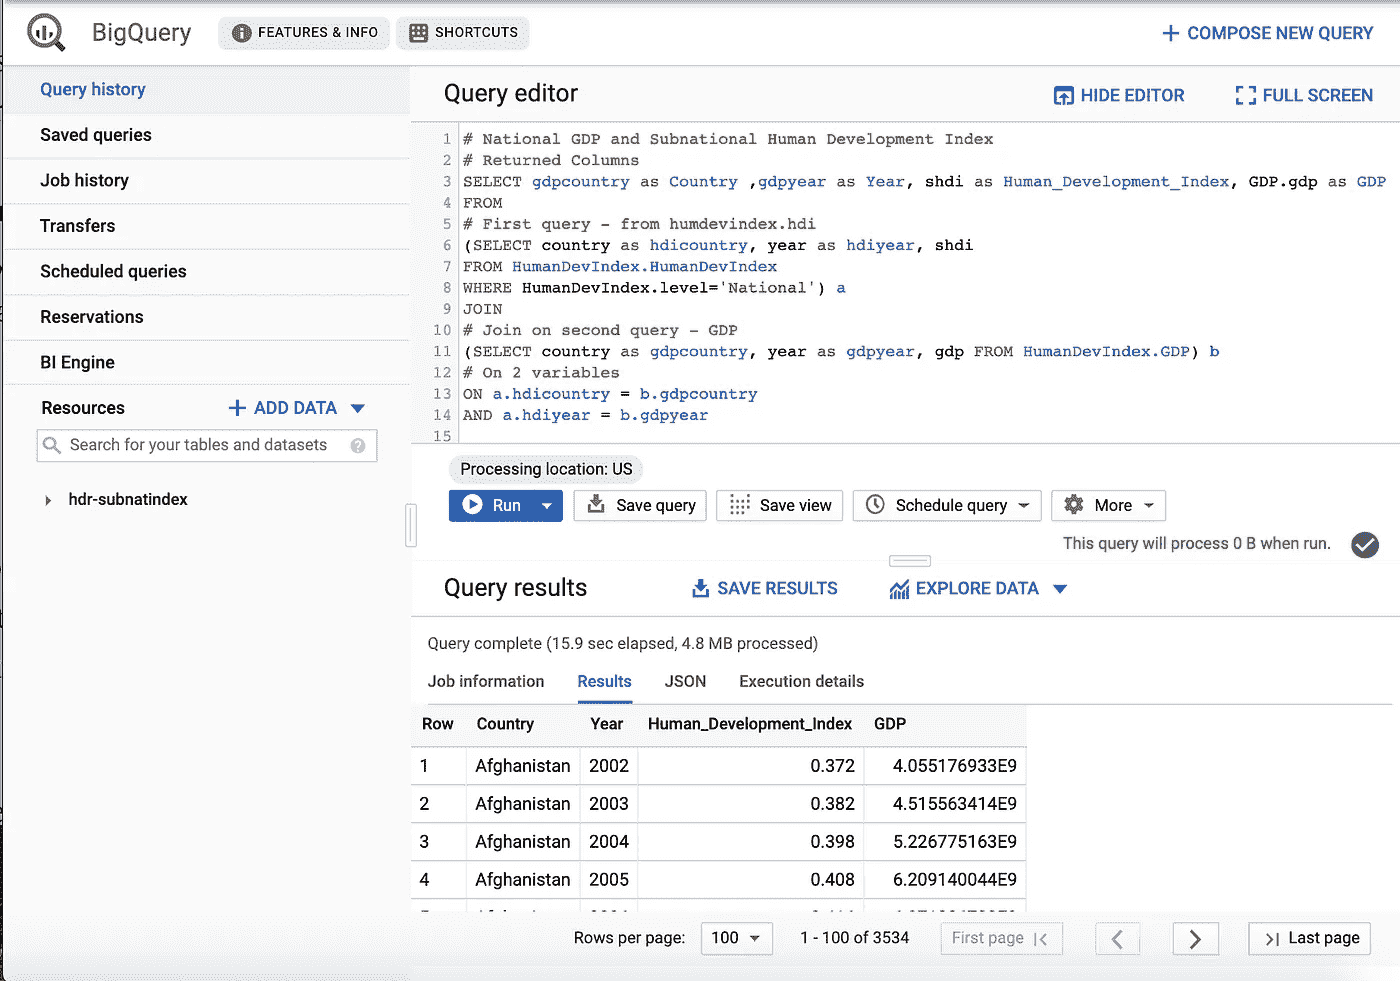 BigQuery FEATURES & INFO SHORTCUTS + COMPOSE NEW QUERY
Query history
Saved queries
Job history
Transfers
Scheduled queries
Reservations
BI Engine
Resources + ADD DATA
Search for your tables and datasets ?
hdr-subnatindex
Query editor HIDE EDITOR FULL SCREEN
1 # National GDP and Subnational Human Development Index
2 # Returned Columns
3 SELECT gdpcountry as Country ,gdpyear as Year, shdi as Human_Development_Index, GDP.gdp as GDP
4 FROM
5 # First query - from humdevindex.hdi
6 (SELECT country as hdicountry, year as hdiyear, shdi
7 FROM HumanDevIndex.HumanDevIndex
8 WHERE HumanDevIndex.level='National') a
9 JOIN
10 # Join on second query - GDP
11 (SELECT country as gdpcountry, year as gdpyear, gdp FROM HumanDevIndex.GDP) b
12 # On 2 variables
13 ON a.hdicountry = b.gdpcountry
14 AND a.hdiyear = b.gdpyear
15
Processing location: US
Run Save query Save view Schedule query More
This query will process 0 B when run.
Query results SAVE RESULTS EXPLORE DATA
Query complete (15.9 sec elapsed, 4.8 MB processed)
Job information Results JSON Execution details
Row Country Year Human_Development_Index GDP
1 Afghanistan 2002 0.372 4.055176933E9
2 Afghanistan 2003 0.382 4.515563414E9
3 Afghanistan 2004 0.398 5.226775163E9
4 Afghanistan 2005 0.408 6.209140044E9
Rows per page: 100 1 - 100 of 3534 First page Last page